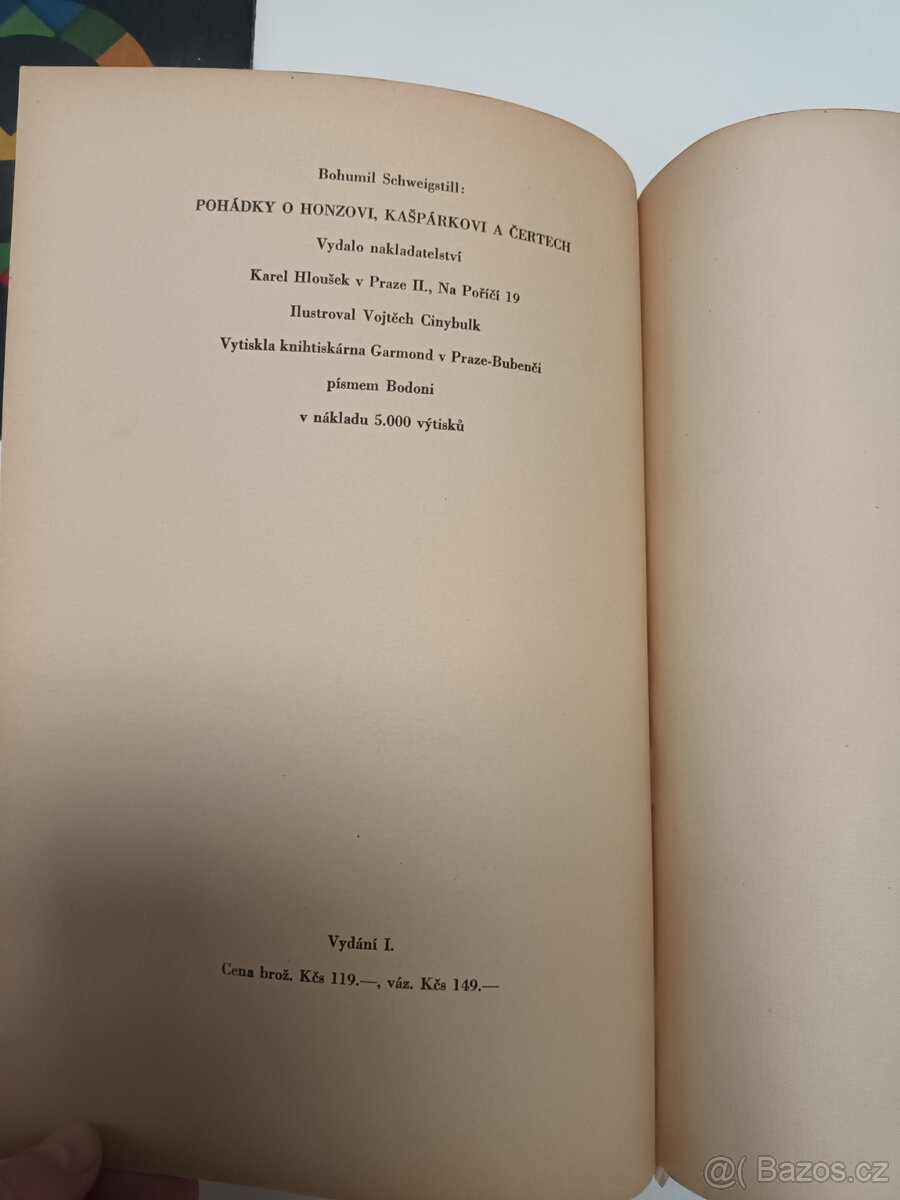 Bohumil Schweigstill:
POHÁDKY O HONZOVI, KAŠPÁRKOVI A ČERTECH
Vydalo nakladatelství
Karel Hloušek v Praze II., Na Poříčí 19
Ilustroval Vojtěch Cinybulk
Vytiskla knihtiskárna Garmond v Praze-Bubenči
písmem Bodoni
v nákladu 5.000 výtisků
Vydání I.
Cena brož. Kčs 119.—, váz. Kčs 149.—
@( Bazos.cz